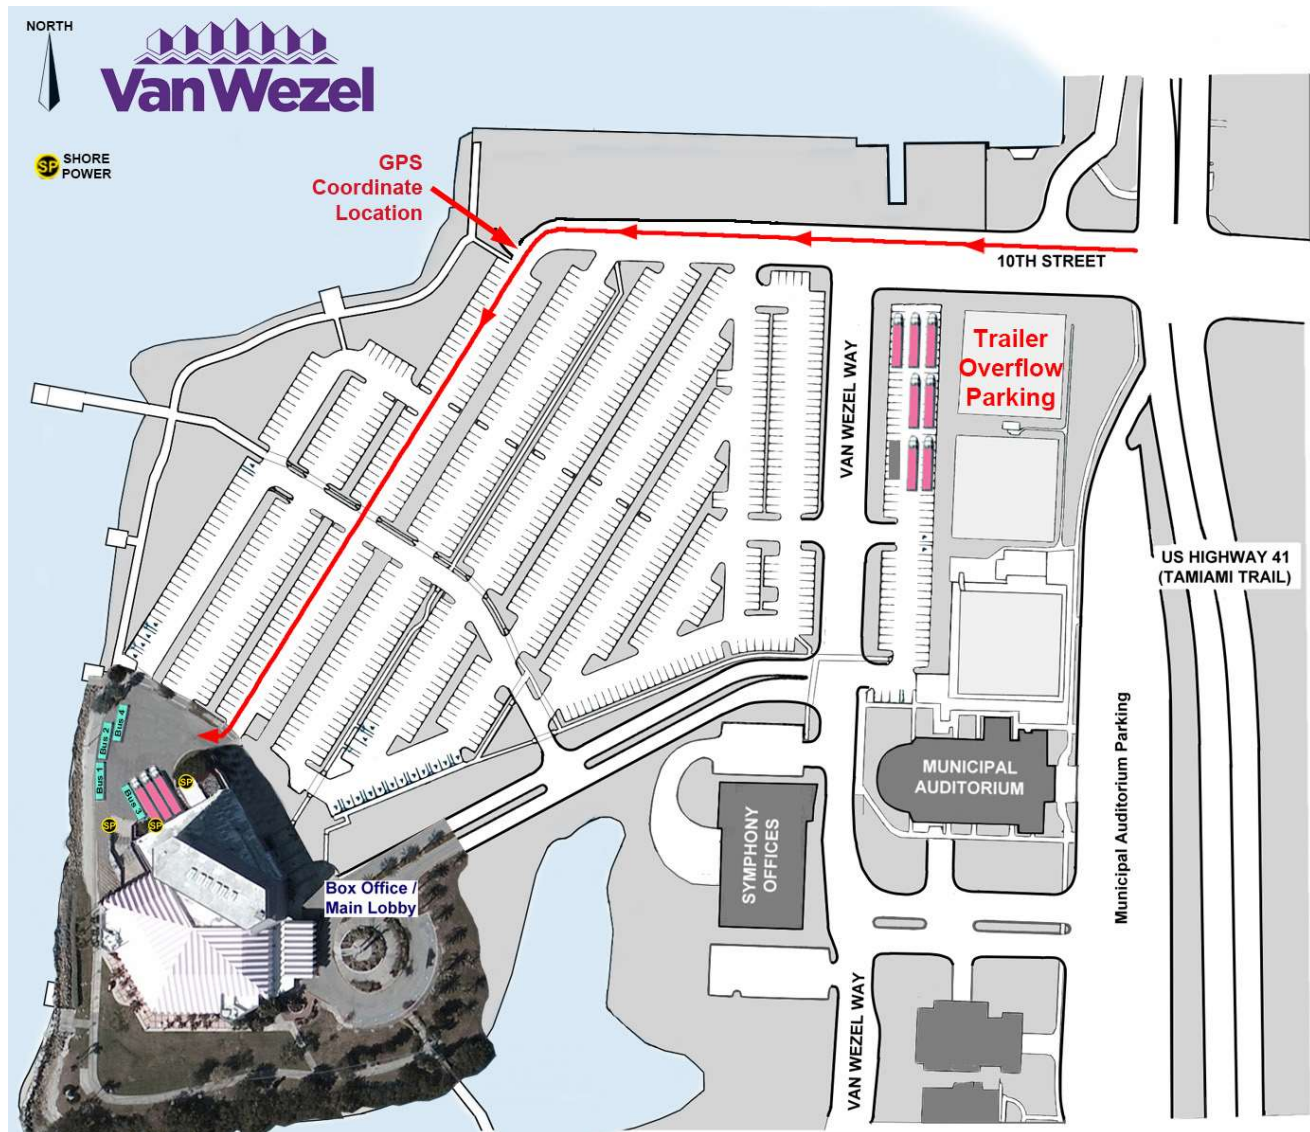 NORTH
Van Wezel
SP
SHORE
POWER
GPS
Coordinate
Location
10TH STREET
Trailer
Overflow
Parking
VAN WEZEL WAY
US HIGHWAY 41
(TAMIAMI TRAIL)
Bus 4
Bus 2
Bus 1
Bus 3
SP
SP
SP
MUNICIPAL
AUDITORIUM
SYMPHONY
OFFICES
Municipal Auditorium Parking
Box Office /
Main Lobby
VAN WEZEL WAY